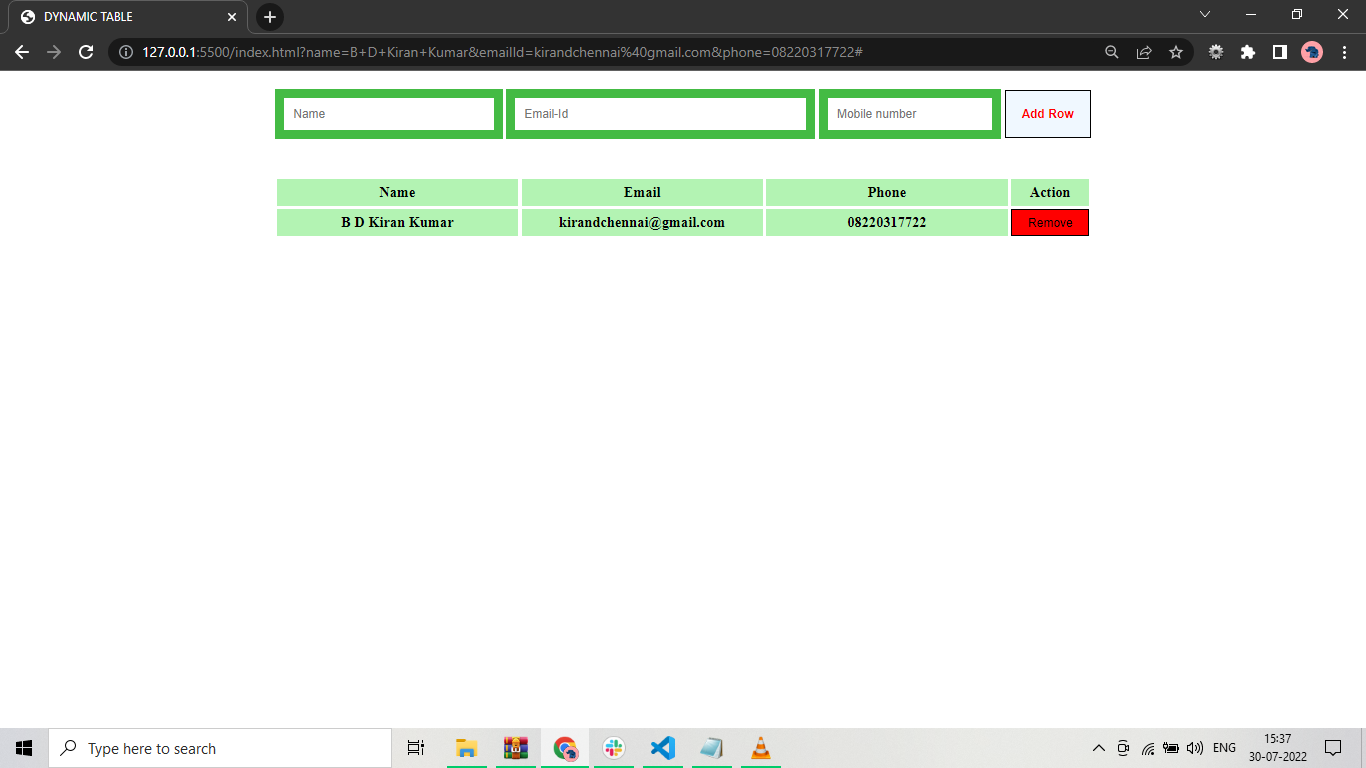 DYNAMIC TABLE
127.0.0.1:5500/index.html?name=B+D+Kiran+Kumar&emailId=kirandchennai%40gmail.com&phone=08220317722#
Name Email-Id Mobile number Add Row
Name Email Phone Action
B D Kiran Kumar kirandchennai@gmail.com 08220317722 Remove
Type here to search
ENG
15:37
30-07-2022